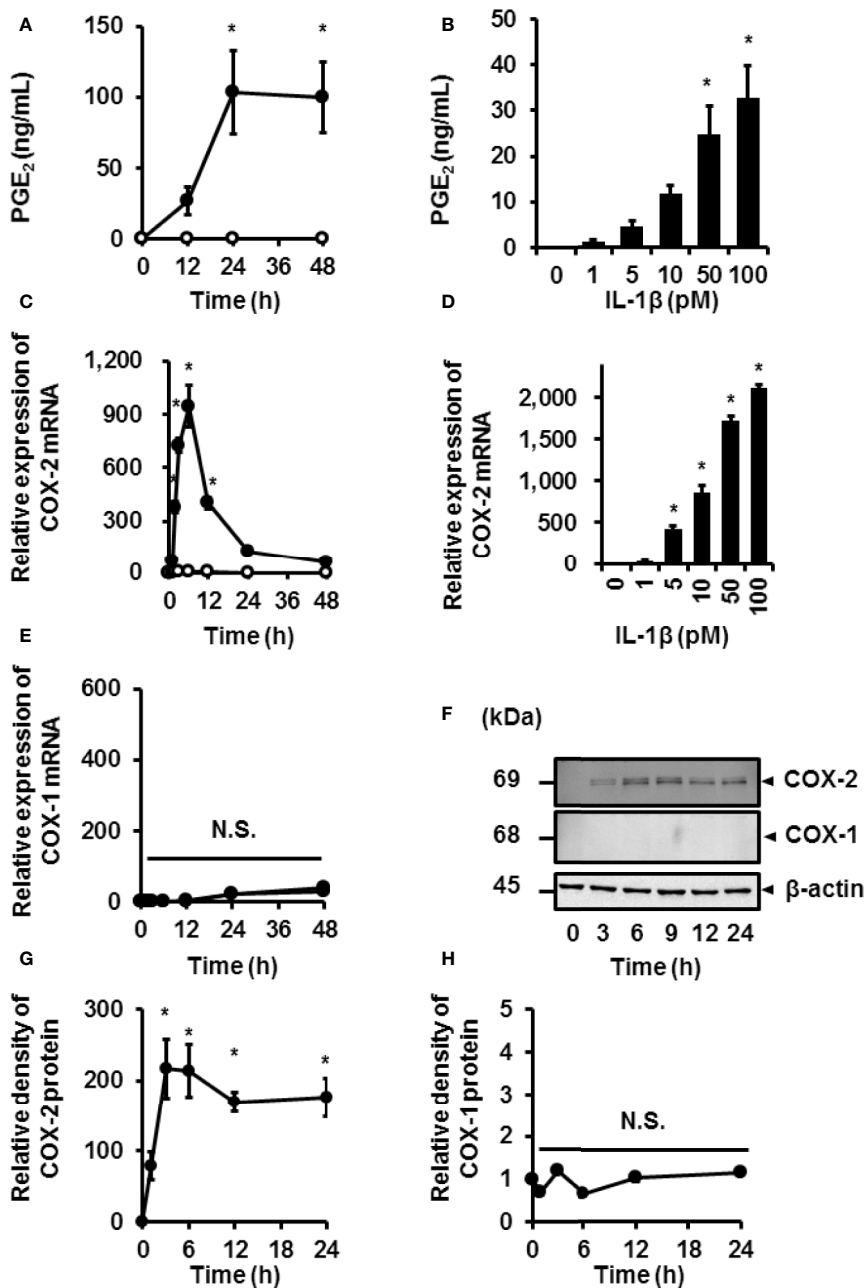 A
PGE₂ (ng/mL)
150
100
50
0
* *
0 12 24 36 48
Time (h)
B
PGE₂ (ng/mL)
50
40
30
20
10
0
* *
0 1 5 10 50 100
IL-1β (pM)
C
Relative expression of
COX-2 mRNA
1,200
900
600
300
0
*
*
*
*
0 12 24 36 48
Time (h)
D
Relative expression of
COX-2 mRNA
2,000
1,500
1,000
500
0
* * * *
0 1 5 10 50 100
IL-1β (pM)
E
Relative expression of
COX-1 mRNA
600
400
200
0
N.S.
0 12 24 36 48
Time (h)
F (kDa)
69 COX-2
68 COX-1
45 β-actin
0 3 6 9 12 24
Time (h)
G
Relative density of
COX-2 protein
300
200
100
0
* * * *
0 6 12 18 24
Time (h)
H
Relative density of
COX-1 protein
5
4
3
2
1
0
N.S.
0 6 12 18 24
Time (h)